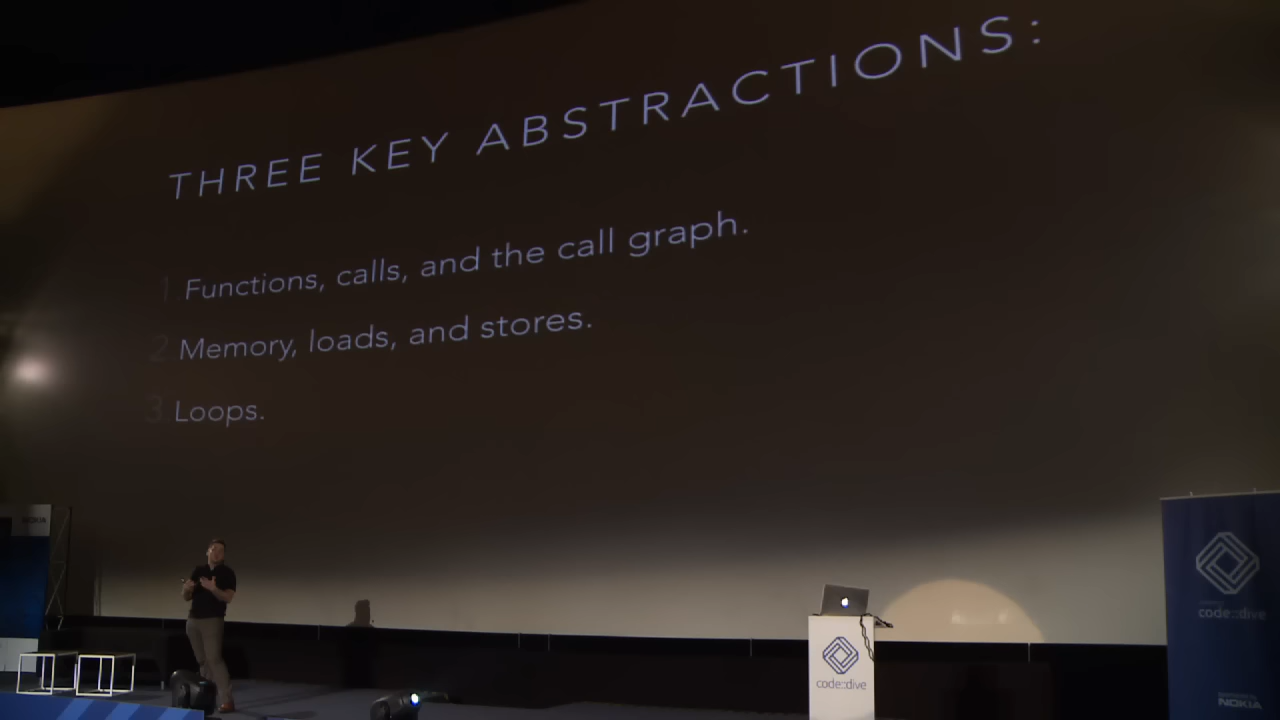 THREE KEY ABSTRACTIONS:
1 Functions, calls, and the call graph.
2 Memory, loads, and stores.
3 Loops.
NOKIA
code::dive
code::dive
NOKIA